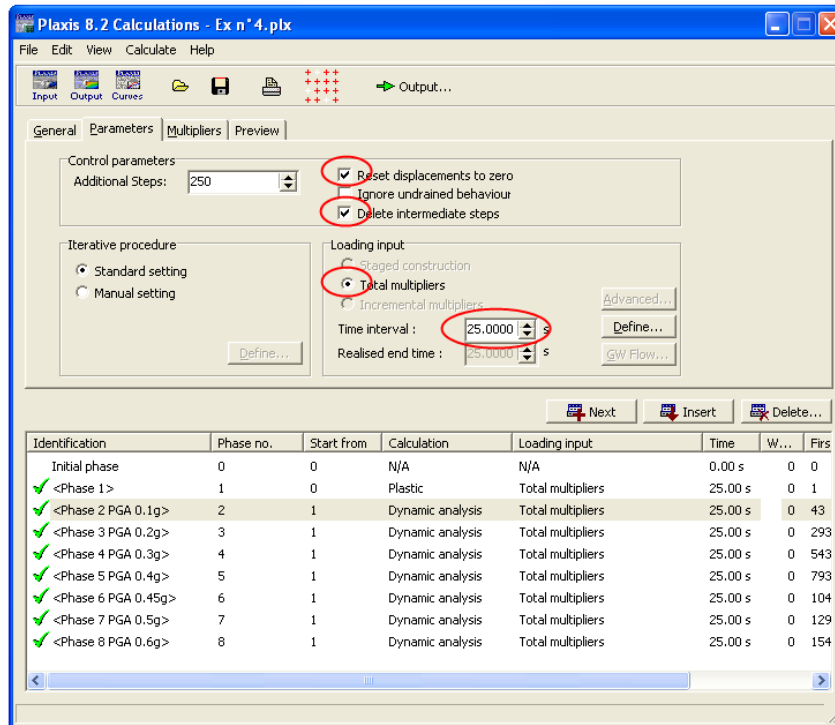 Plaxis 8.2 Calculations - Ex n°4.plx
File Edit View Calculate Help
Input Output Curves Output...
General Parameters Multipliers Preview
Control parameters
Additional Steps: 250
Reset displacements to zero
Ignore undrained behaviour
Delete intermediate steps
Iterative procedure
Standard setting
Manual setting
Define...
Loading input
Staged construction
Total multipliers
Incremental multipliers
Advanced...
Time interval : 25.0000 s Define...
Realised end time : 25.0000 s GW Flow...
Next Insert Delete...
Identification Phase no. Start from Calculation Loading input Time W... Firs
Initial phase 0 0 N/A N/A 0.00 s 0 0
<Phase 1> 1 0 Plastic Total multipliers 25.00 s 0 1
<Phase 2 PGA 0.1g> 2 1 Dynamic analysis Total multipliers 25.00 s 0 43
<Phase 3 PGA 0.2g> 3 1 Dynamic analysis Total multipliers 25.00 s 0 293
<Phase 4 PGA 0.3g> 4 1 Dynamic analysis Total multipliers 25.00 s 0 543
<Phase 5 PGA 0.4g> 5 1 Dynamic analysis Total multipliers 25.00 s 0 793
<Phase 6 PGA 0.45g> 6 1 Dynamic analysis Total multipliers 25.00 s 0 104
<Phase 7 PGA 0.5g> 7 1 Dynamic analysis Total multipliers 25.00 s 0 129
<Phase 8 PGA 0.6g> 8 1 Dynamic analysis Total multipliers 25.00 s 0 154